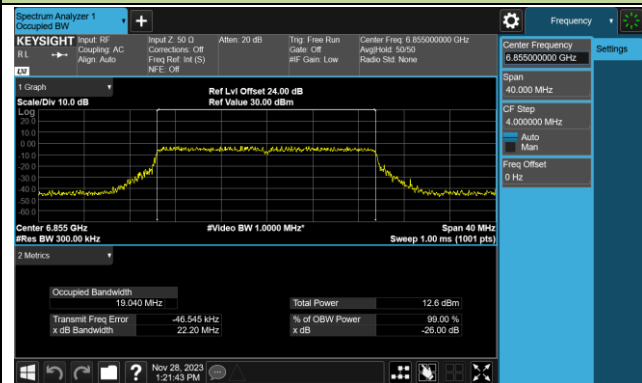 Spectrum Analyzer 1
Occupied BW
Frequency
KEYSIGHT
RL
LXI
Input: RF
Coupling: AC
Align: Auto
Input Z: 50 Ω
Corrections: Off
Freq Ref: Int (S)
NFE: Off
Atten: 20 dB
Trig: Free Run
Gate: Off
#IF Gain: Low
Center Freq: 6.855000000 GHz
Avg|Hold: 50/50
Radio Std: None
Center Frequency
6.855000000 GHz
Settings
Span
40.000 MHz
CF Step
4.000000 MHz
Auto
Man
Freq Offset
0 Hz
1 Graph
Scale/Div 10.0 dB
Ref Lvl Offset 24.00 dB
Ref Value 30.00 dBm
Log
20.0
10.0
0.00
-10.0
-20.0
-30.0
-40.0
-50.0
-60.0
Center 6.855 GHz
#Res BW 300.00 kHz
#Video BW 1.0000 MHz*
Span 40 MHz
Sweep 1.00 ms (1001 pts)
2 Metrics
Occupied Bandwidth
19.040 MHz
Total Power 12.6 dBm
Transmit Freq Error -46.545 kHz
% of OBW Power 99.00 %
x dB Bandwidth 22.20 MHz
x dB -26.00 dB
?
Nov 28, 2023
1:21:43 PM